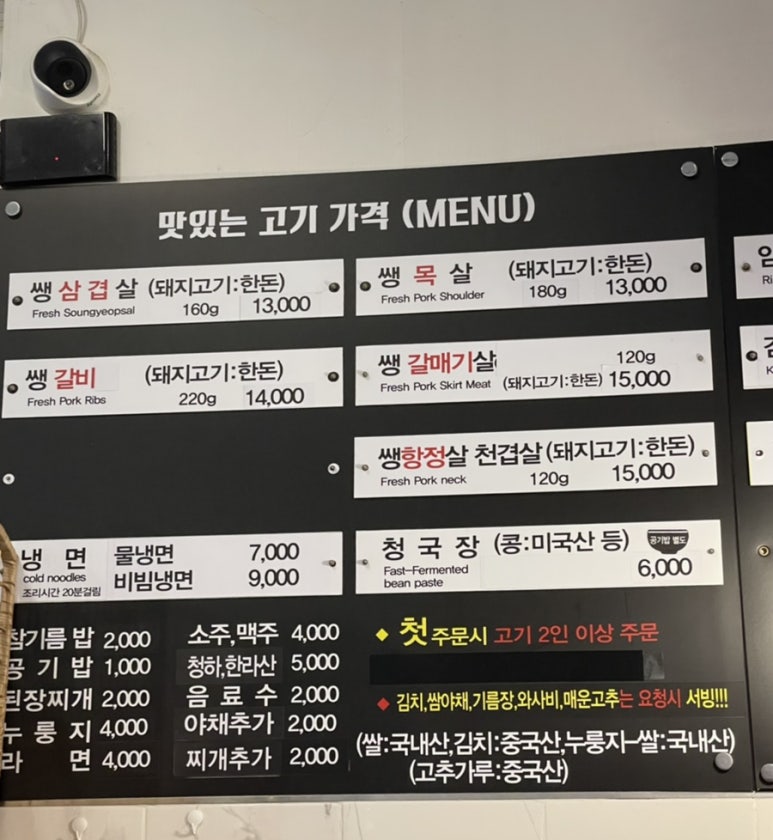 맛있는 고기 가격 (MENU)
쌩 삼겹살 (돼지고기:한돈)
Fresh Soungyeopsal 160g 13,000
쌩 목 살 (돼지고기:한돈)
Fresh Pork Shoulder 180g 13,000
쌩 갈비 (돼지고기:한돈)
Fresh Pork Ribs 220g 14,000
쌩 갈매기살 120g
Fresh Pork Skirt Meat (돼지고기:한돈) 15,000
쌩항정살 천겹살(돼지고기:한돈)
Fresh Pork neck 120g 15,000
냉 면 물냉면 7,000
cold noodles
조리시간 20분걸림 비빔냉면 9,000
청 국 장 (콩:미국산 등) 공기밥 별도
Fast-Fermented
bean paste 6,000
참기름 밥 2,000
공 기 밥 1,000
된장찌개 2,000
누 룽 지 4,000
라 면 4,000
소주,맥주 4,000
청하,한라산 5,000
음 료 수 2,000
야채추가 2,000
찌개추가 2,000
◆ 첫 주문시 고기 2인 이상 주문
◆ 김치,쌈야채,기름장,와사비,매운고추는 요청시 서빙!!!
(쌀:국내산,김치:중국산,누룽지-쌀:국내산)
(고추가루:중국산)